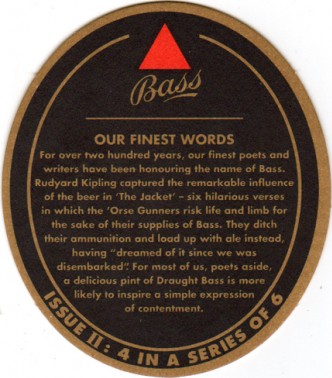 Bass
OUR FINEST WORDS
For over two hundred years, our finest poets and
writers have been honouring the name of Bass.
Rudyard Kipling captured the remarkable influence
of the beer in 'The Jacket' – six hilarious verses
in which the 'Orse Gunners risk life and limb for
the sake of their supplies of Bass. They ditch
their ammunition and load up with ale instead,
having “dreamed of it since we was
disembarked”. For most of us, poets aside,
a delicious pint of Draught Bass is more
likely to inspire a simple expression
of contentment.
ISSUE II : 4 IN A SERIES OF 6